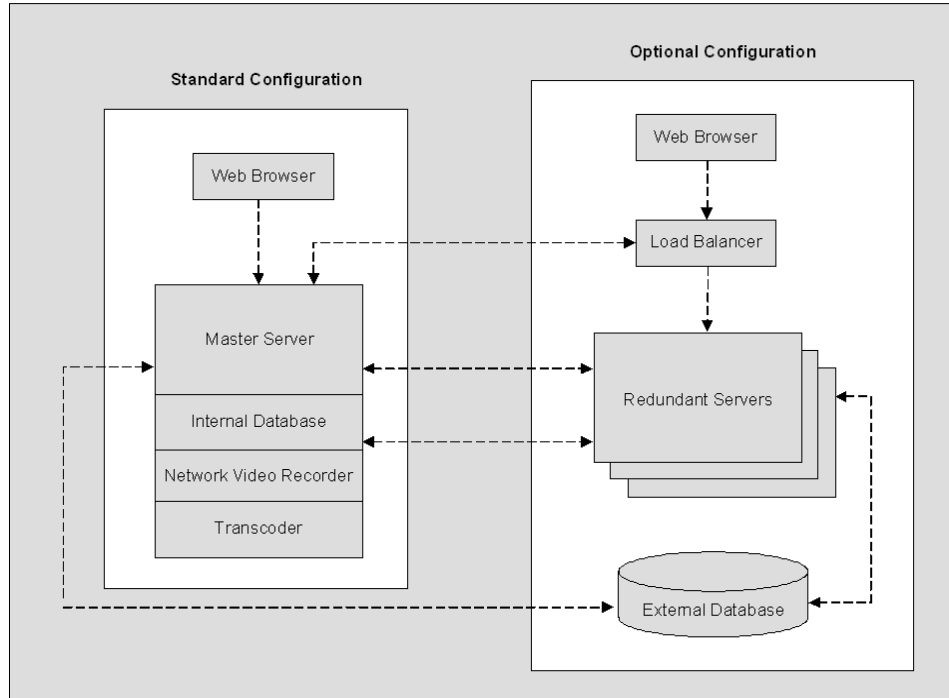 Standard Configuration
Web Browser
Master Server
Internal Database
Network Video Recorder
Transcoder
Optional Configuration
Web Browser
Load Balancer
Redundant Servers
External Database